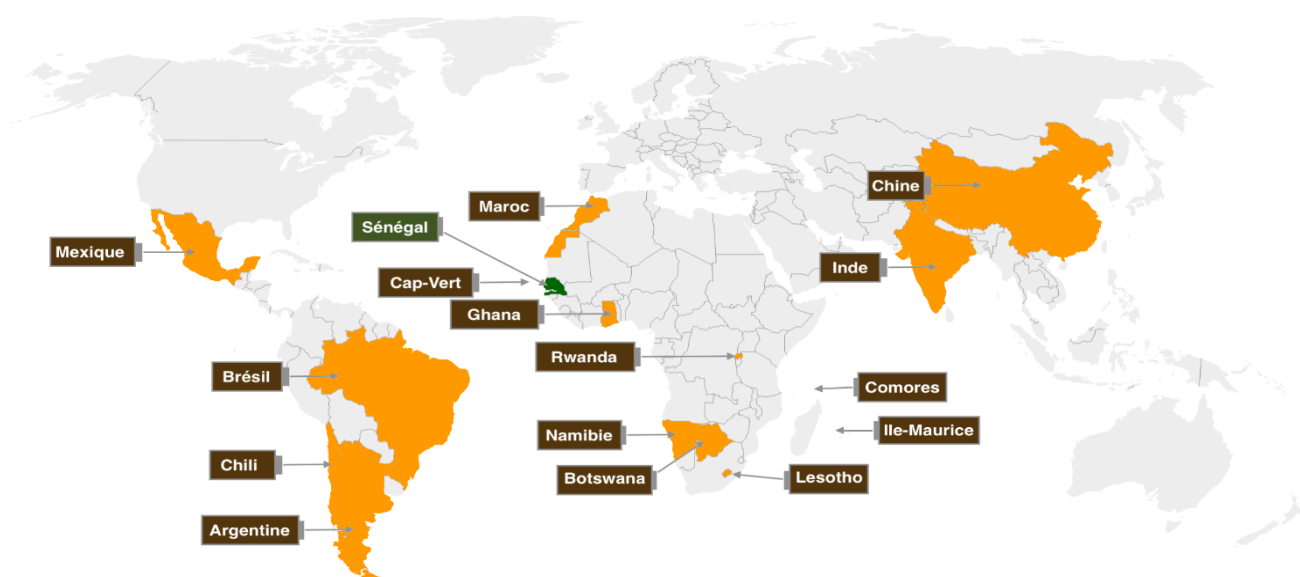 Chine
Maroc
Sénégal
Mexique
Inde
Cap-Vert
Ghana
Rwanda
Brésil
Comores
Ile-Maurice
Namibie
Chili
Botswana
Lesotho
Argentine